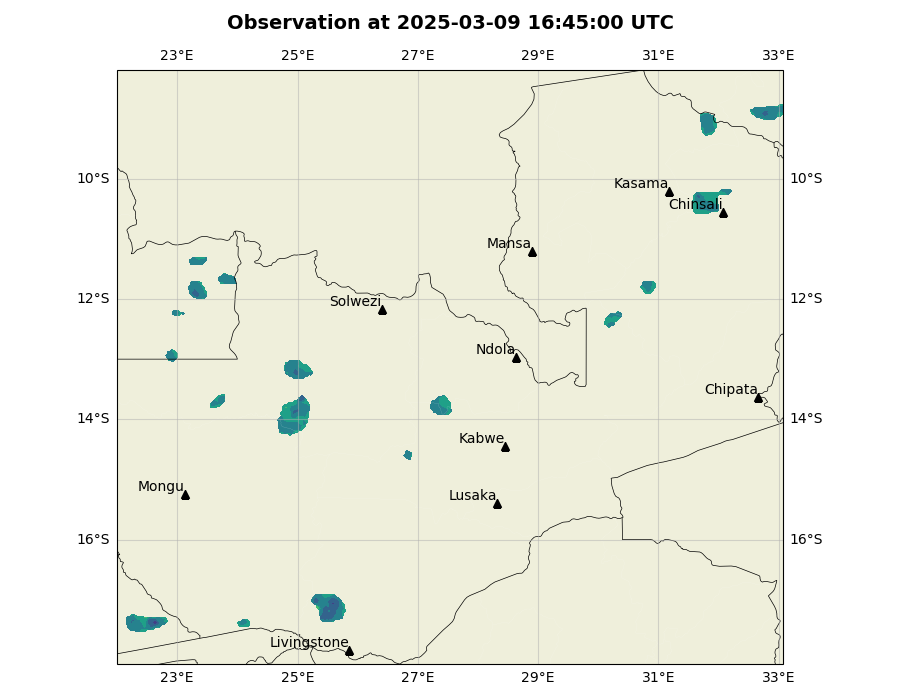 Observation at 2025-03-09 16:45:00 UTC
23°E 25°E 27°E 29°E 31°E 33°E
10°S 10°S
Kasama
Chinsali
Mansa
12°S 12°S
Solwezi
Ndola
Chipata
14°S 14°S
Kabwe
Mongu
Lusaka
16°S 16°S
Livingstone
23°E 25°E 27°E 29°E 31°E 33°E